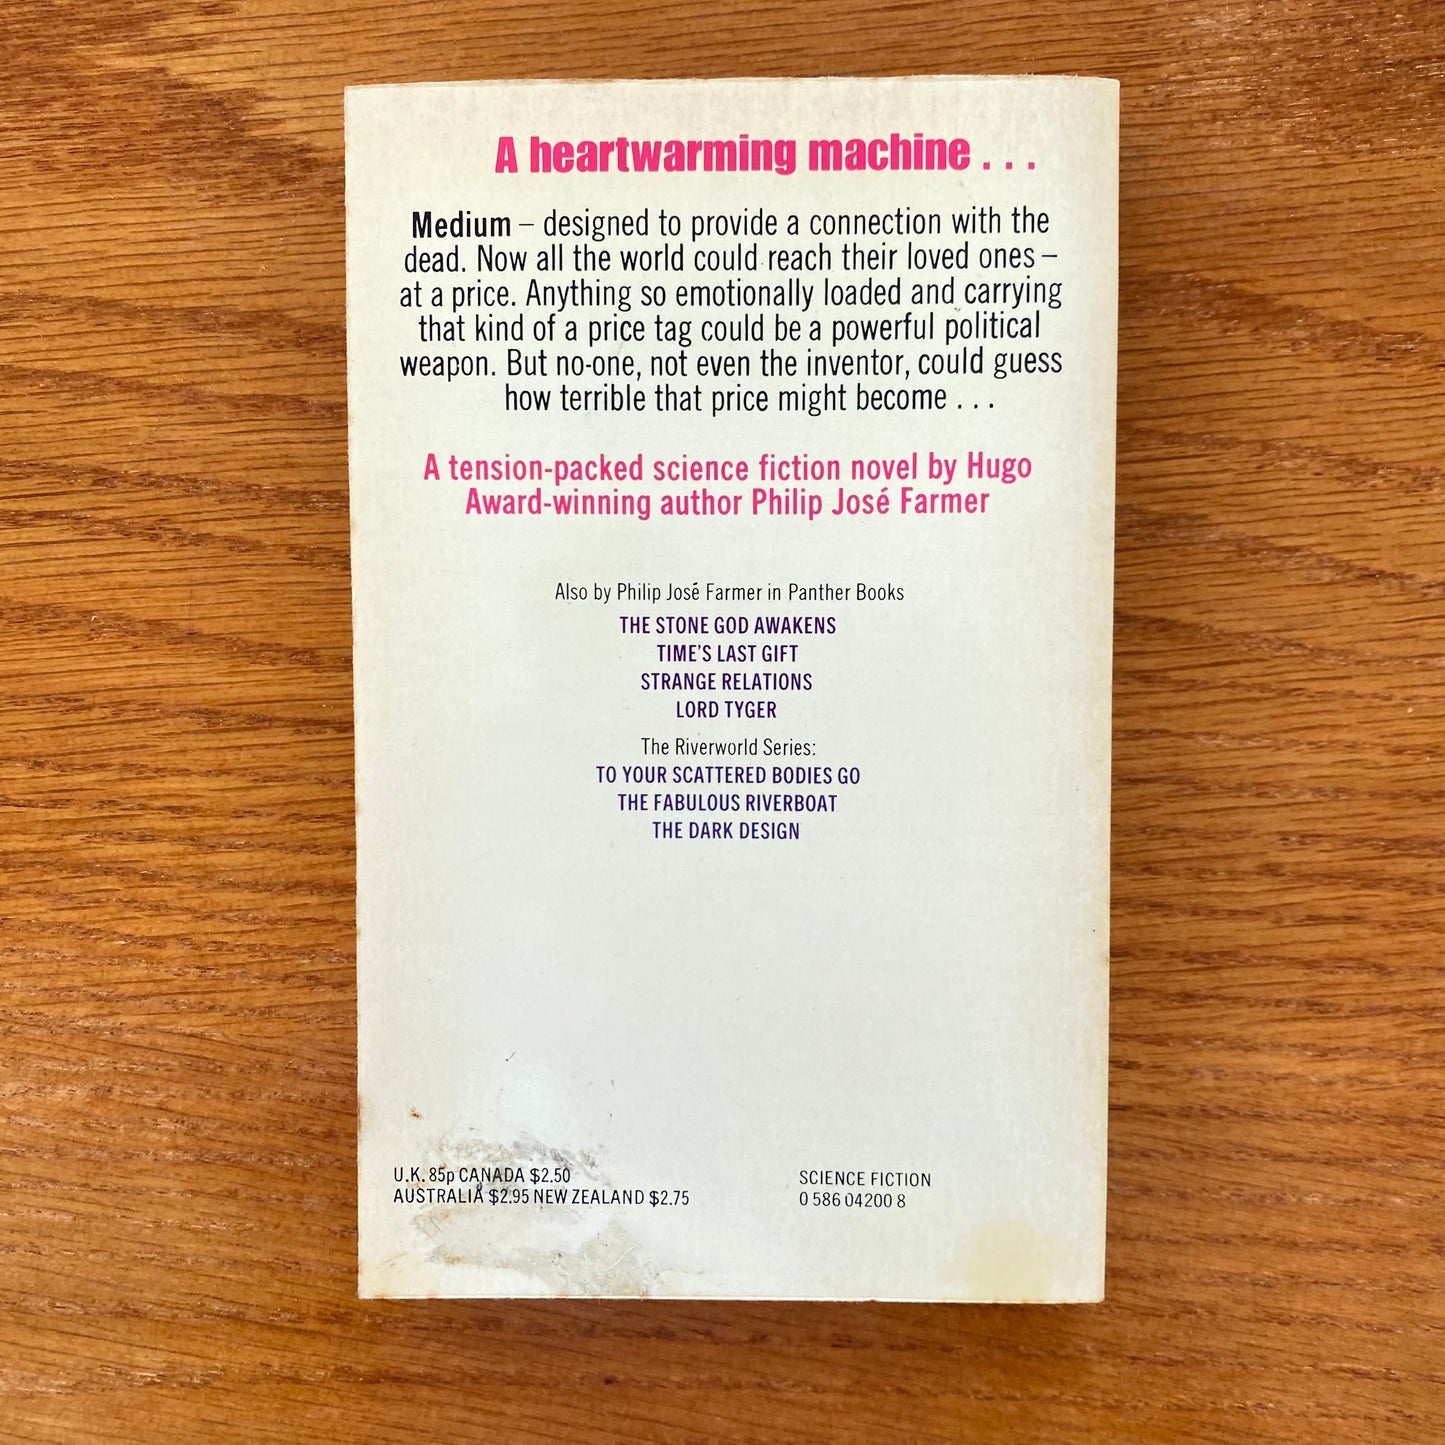 A heartwarming machine . . .
Medium – designed to provide a connection with the
dead. Now all the world could reach their loved ones –
at a price. Anything so emotionally loaded and carrying
that kind of a price tag could be a powerful political
weapon. But no-one, not even the inventor, could guess
how terrible that price might become . . .
A tension-packed science fiction novel by Hugo
Award-winning author Philip José Farmer
Also by Philip José Farmer in Panther Books
THE STONE GOD AWAKENS
TIME'S LAST GIFT
STRANGE RELATIONS
LORD TYGER
The Riverworld Series:
TO YOUR SCATTERED BODIES GO
THE FABULOUS RIVERBOAT
THE DARK DESIGN
U.K. 85p CANADA $2.50
AUSTRALIA $2.95 NEW ZEALAND $2.75
SCIENCE FICTION
0 586 04200 8